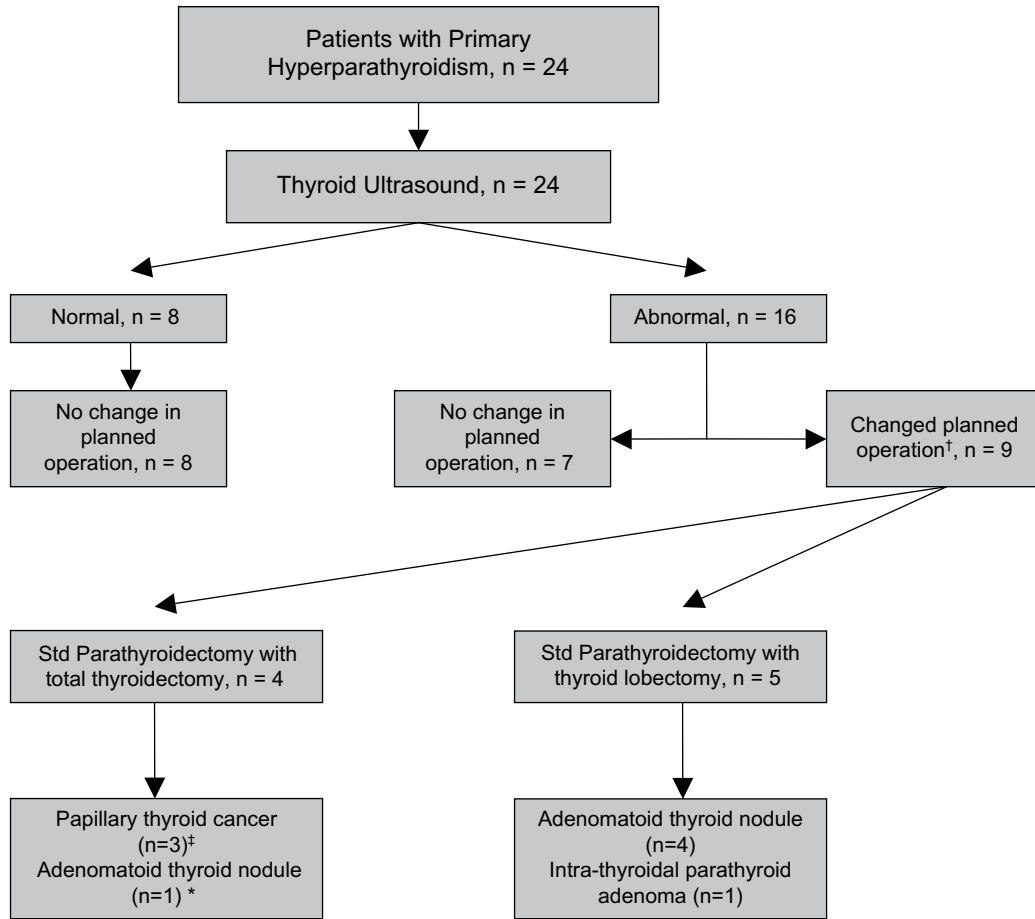 Patients with Primary
Hyperparathyroidism, n = 24
Thyroid Ultrasound, n = 24
Normal, n = 8
Abnormal, n = 16
No change in
planned
operation, n = 8
No change in
planned
operation, n = 7
Changed planned
operation†, n = 9
Std Parathyroidectomy with
total thyroidectomy, n = 4
Std Parathyroidectomy with
thyroid lobectomy, n = 5
Papillary thyroid cancer
(n=3)‡
Adenomatoid thyroid nodule
(n=1) *
Adenomatoid thyroid nodule
(n=4)
Intra-thyroidal parathyroid
adenoma (n=1)